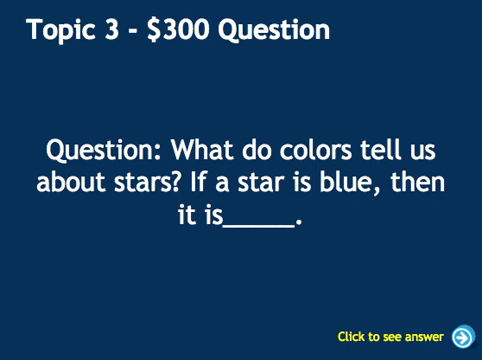 Topic 3 - $300 Question
Question: What do colors tell us
about stars? If a star is blue, then
it is_____.
Click to see answer